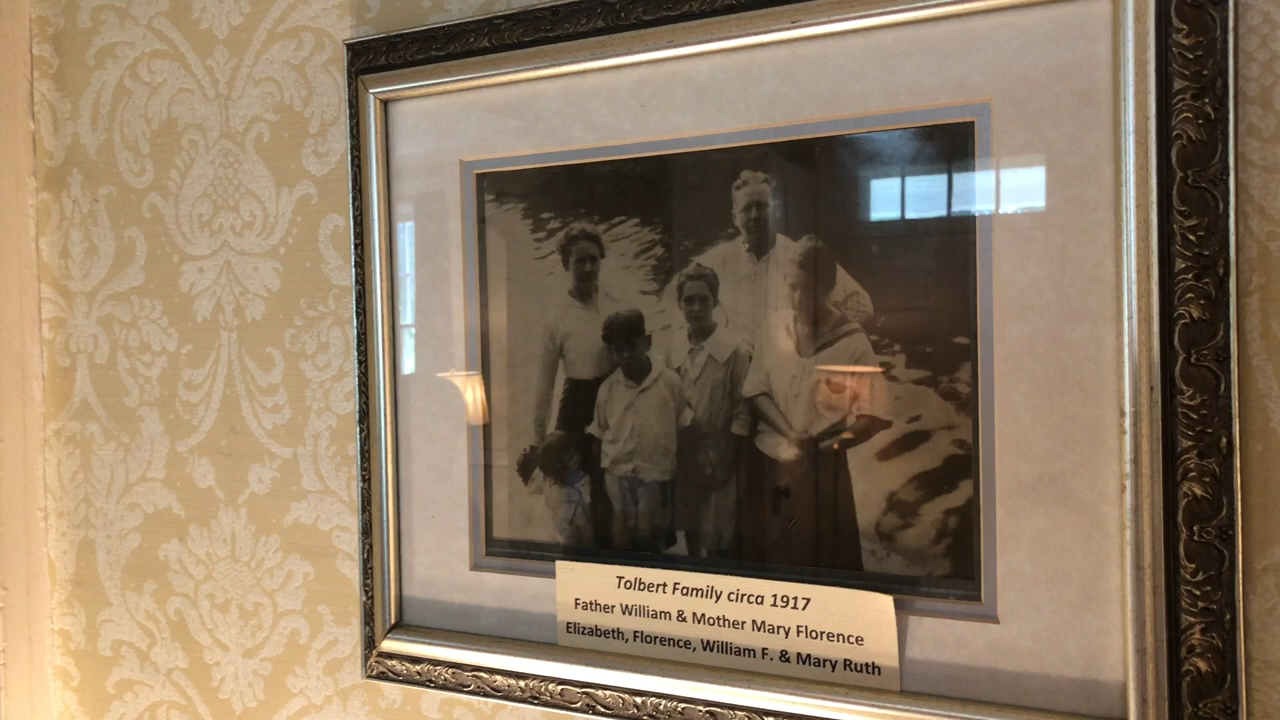 Tolbert Family circa 1917
Father William & Mother Mary Florence
Elizabeth, Florence, William F. & Mary Ruth